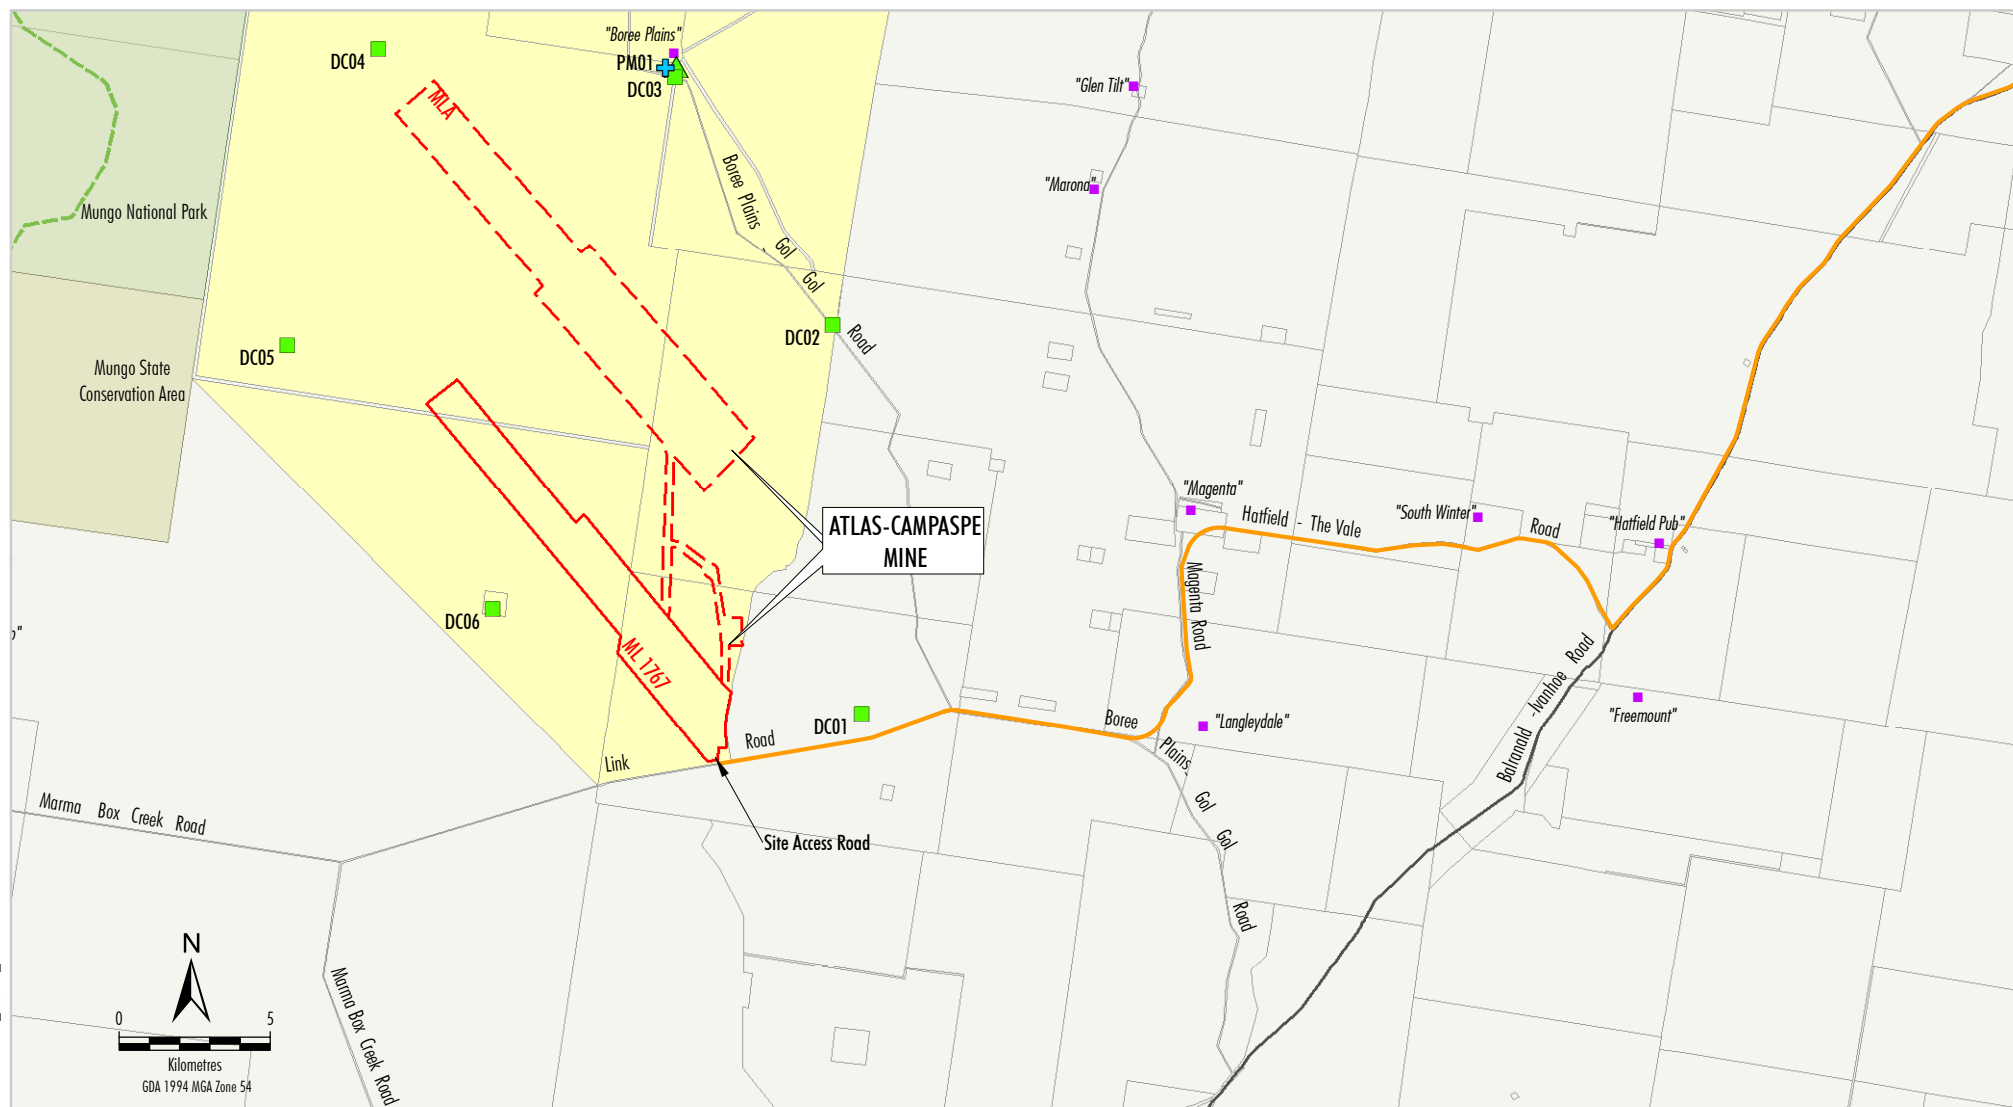 "Boree Plains"
DC04
PM01
DC03
MLA
"Glen Tilt"
Boree Plains Gol Gol Road
"Marona"
Mungo National Park
DC02
DC05
Mungo State
Conservation Area
"Magenta"
Hatfield - The Vale Road
"South Winter"
"Hatfield Pub"
ATLAS-CAMPASPE
MINE
Magenta Road
DC06
ML 1767
Balranald -Ivanhoe Road
"Freemount"
DC01
Boree Plains Gol Gol Road
"Langleydale"
Link Road
Marma Box Creek Road
Site Access Road
N
0 5
Kilometres
GDA 1994 MGA Zone 54
Marma Box Creek Road